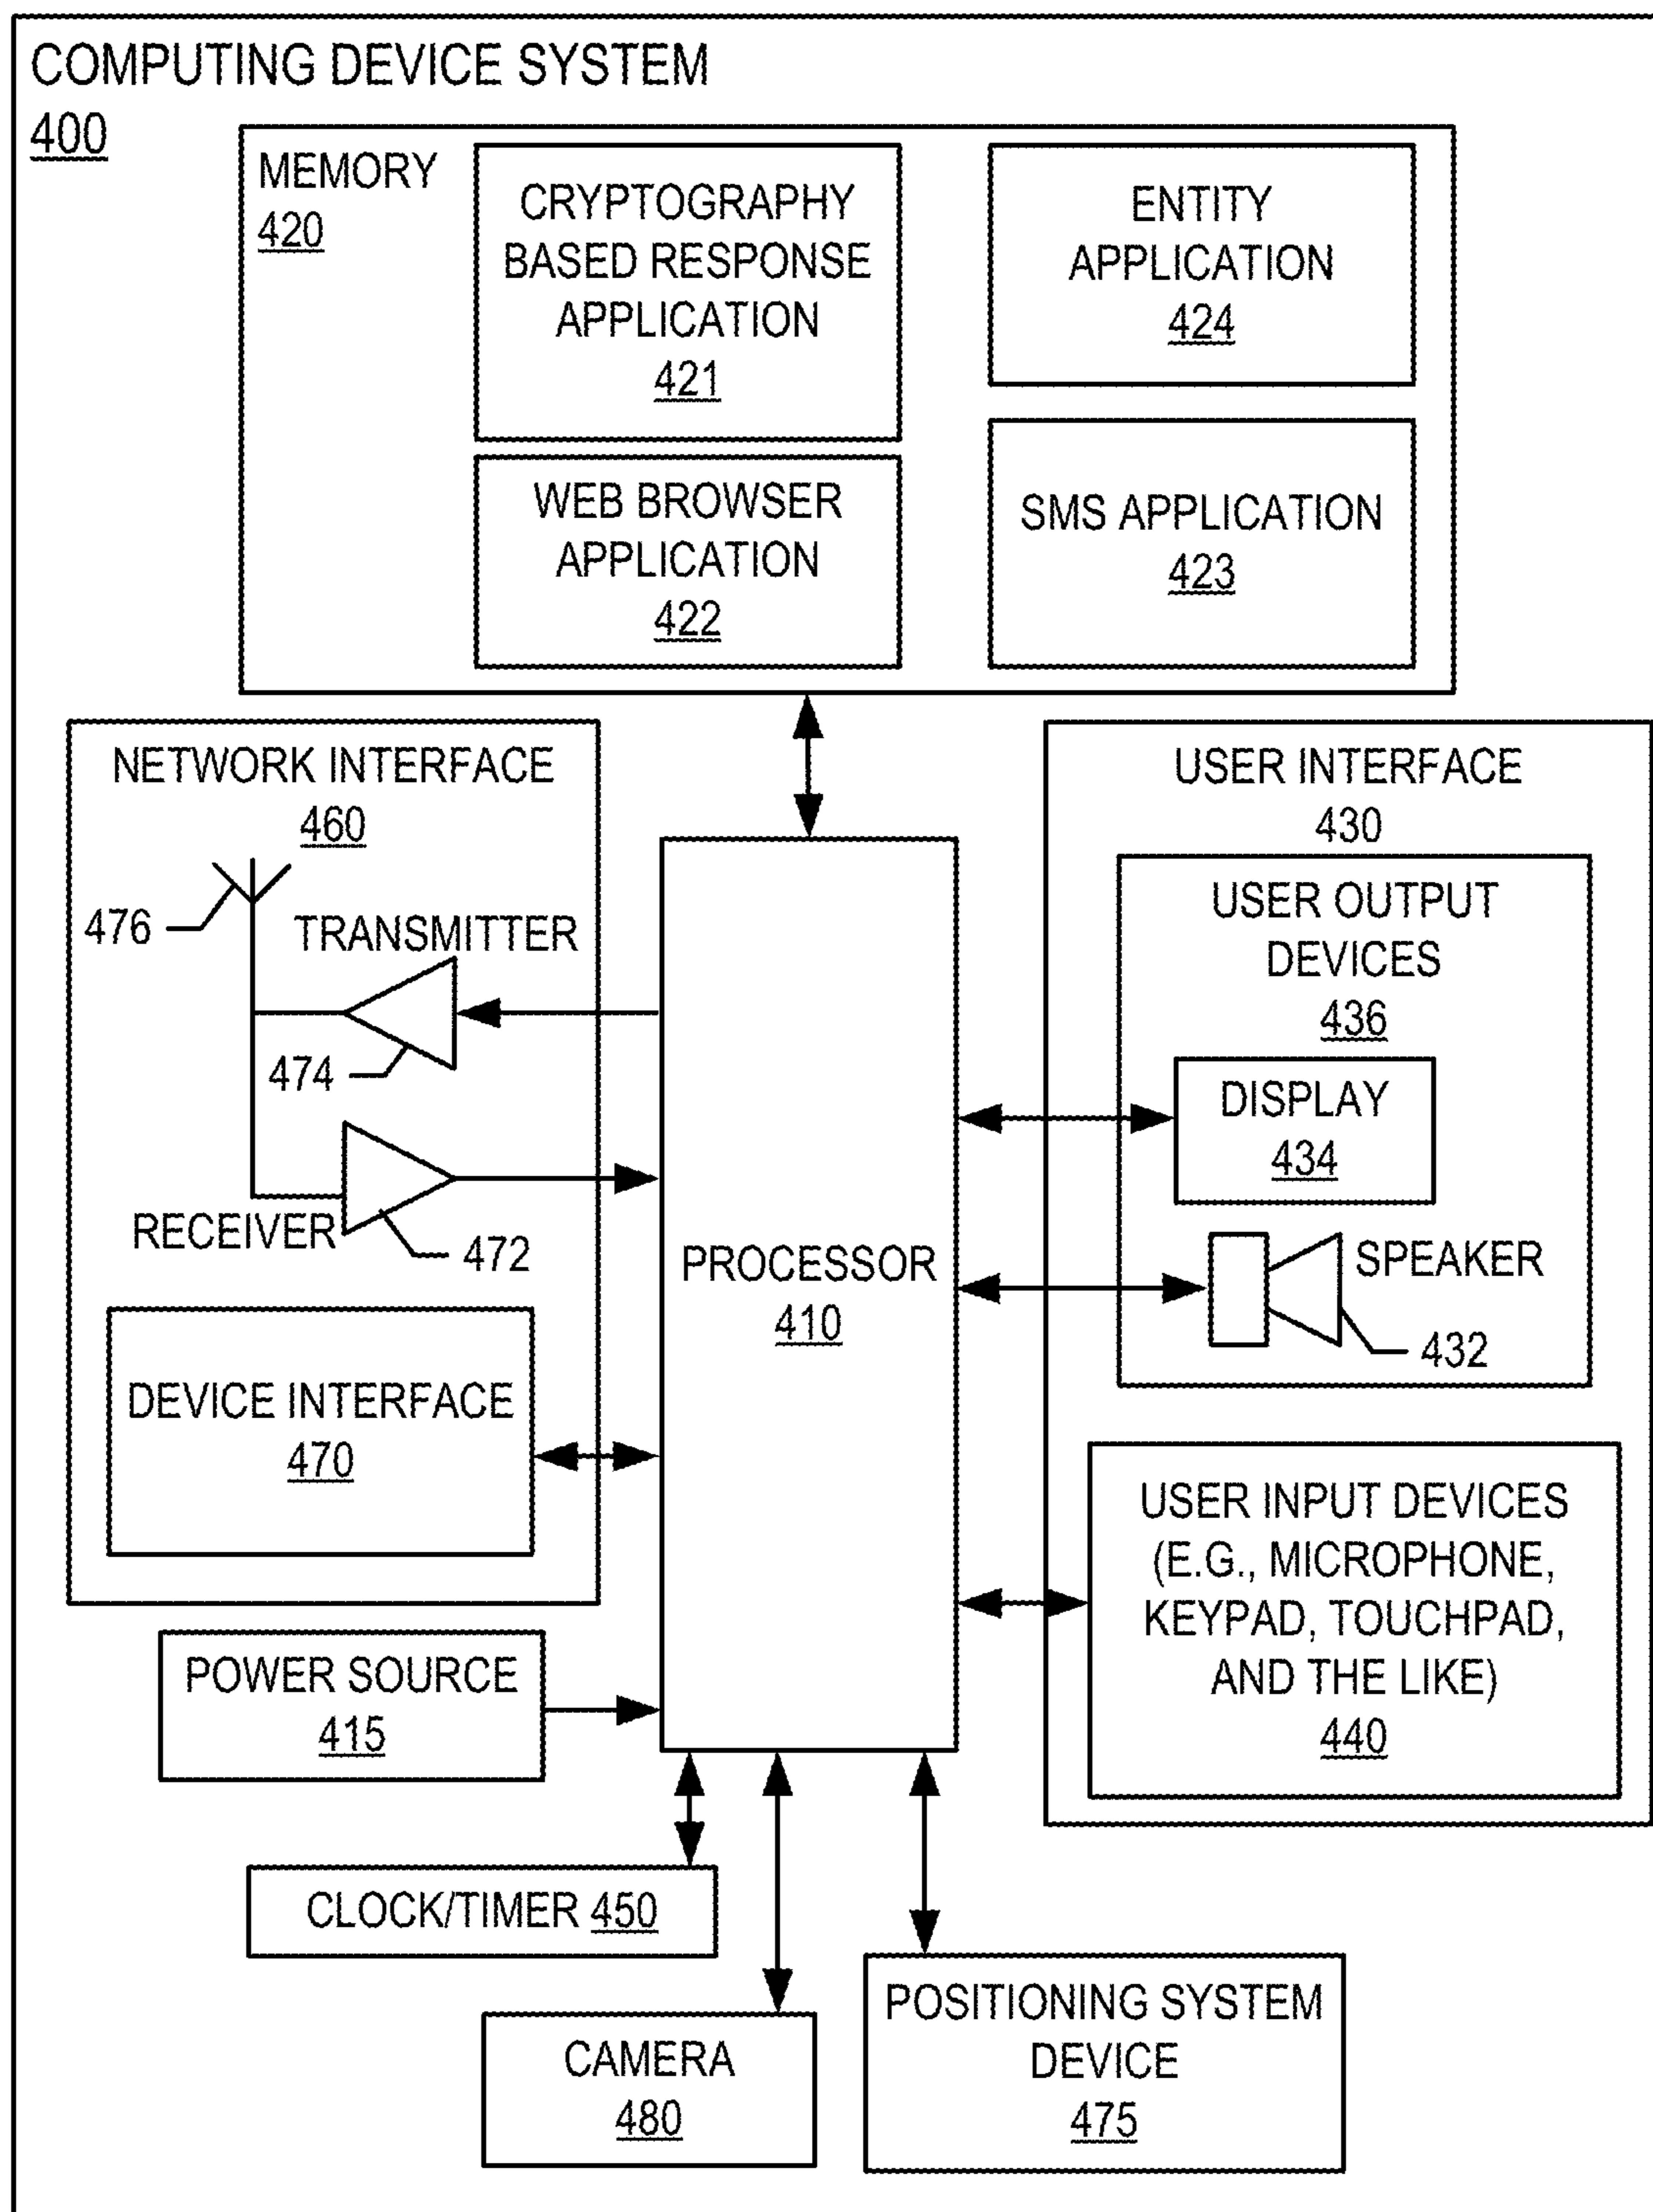 COMPUTING DEVICE SYSTEM
400
MEMORY
420
CRYPTOGRAPHY
BASED RESPONSE
APPLICATION
421
ENTITY
APPLICATION
424
WEB BROWSER
APPLICATION
422
SMS APPLICATION
423
NETWORK INTERFACE
460
476
TRANSMITTER
474
RECEIVER
472
DEVICE INTERFACE
470
PROCESSOR
410
USER INTERFACE
430
USER OUTPUT
DEVICES
436
DISPLAY
434
SPEAKER
432
USER INPUT DEVICES
(E.G., MICROPHONE,
KEYPAD, TOUCHPAD,
AND THE LIKE)
440
POWER SOURCE
415
CLOCK/TIMER 450
CAMERA
480
POSITIONING SYSTEM
DEVICE
475